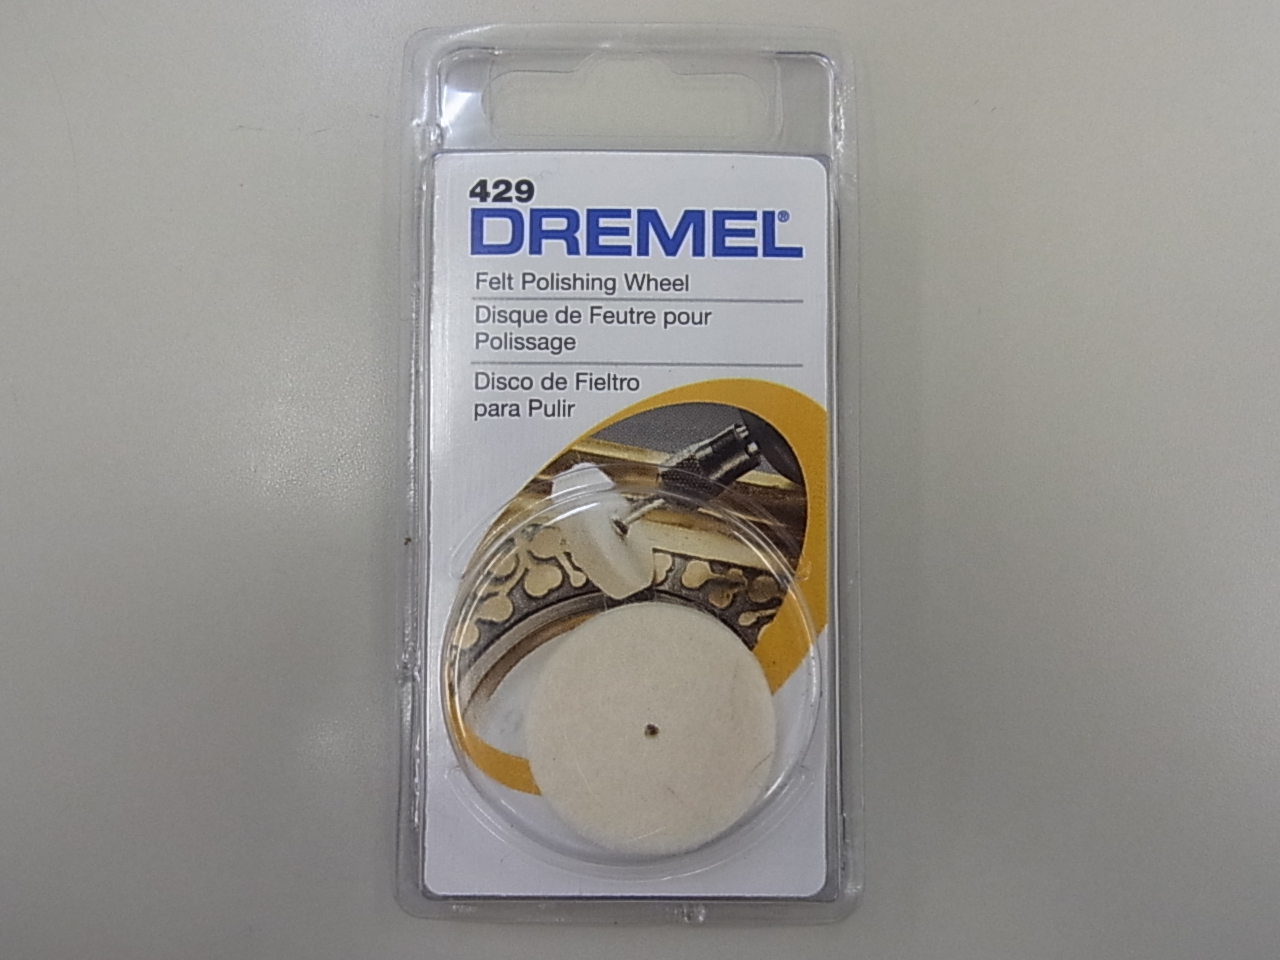 429
DREMEL®
Felt Polishing Wheel
Disque de Feutre pour
Polissage
Disco de Fieltro
para Pulir